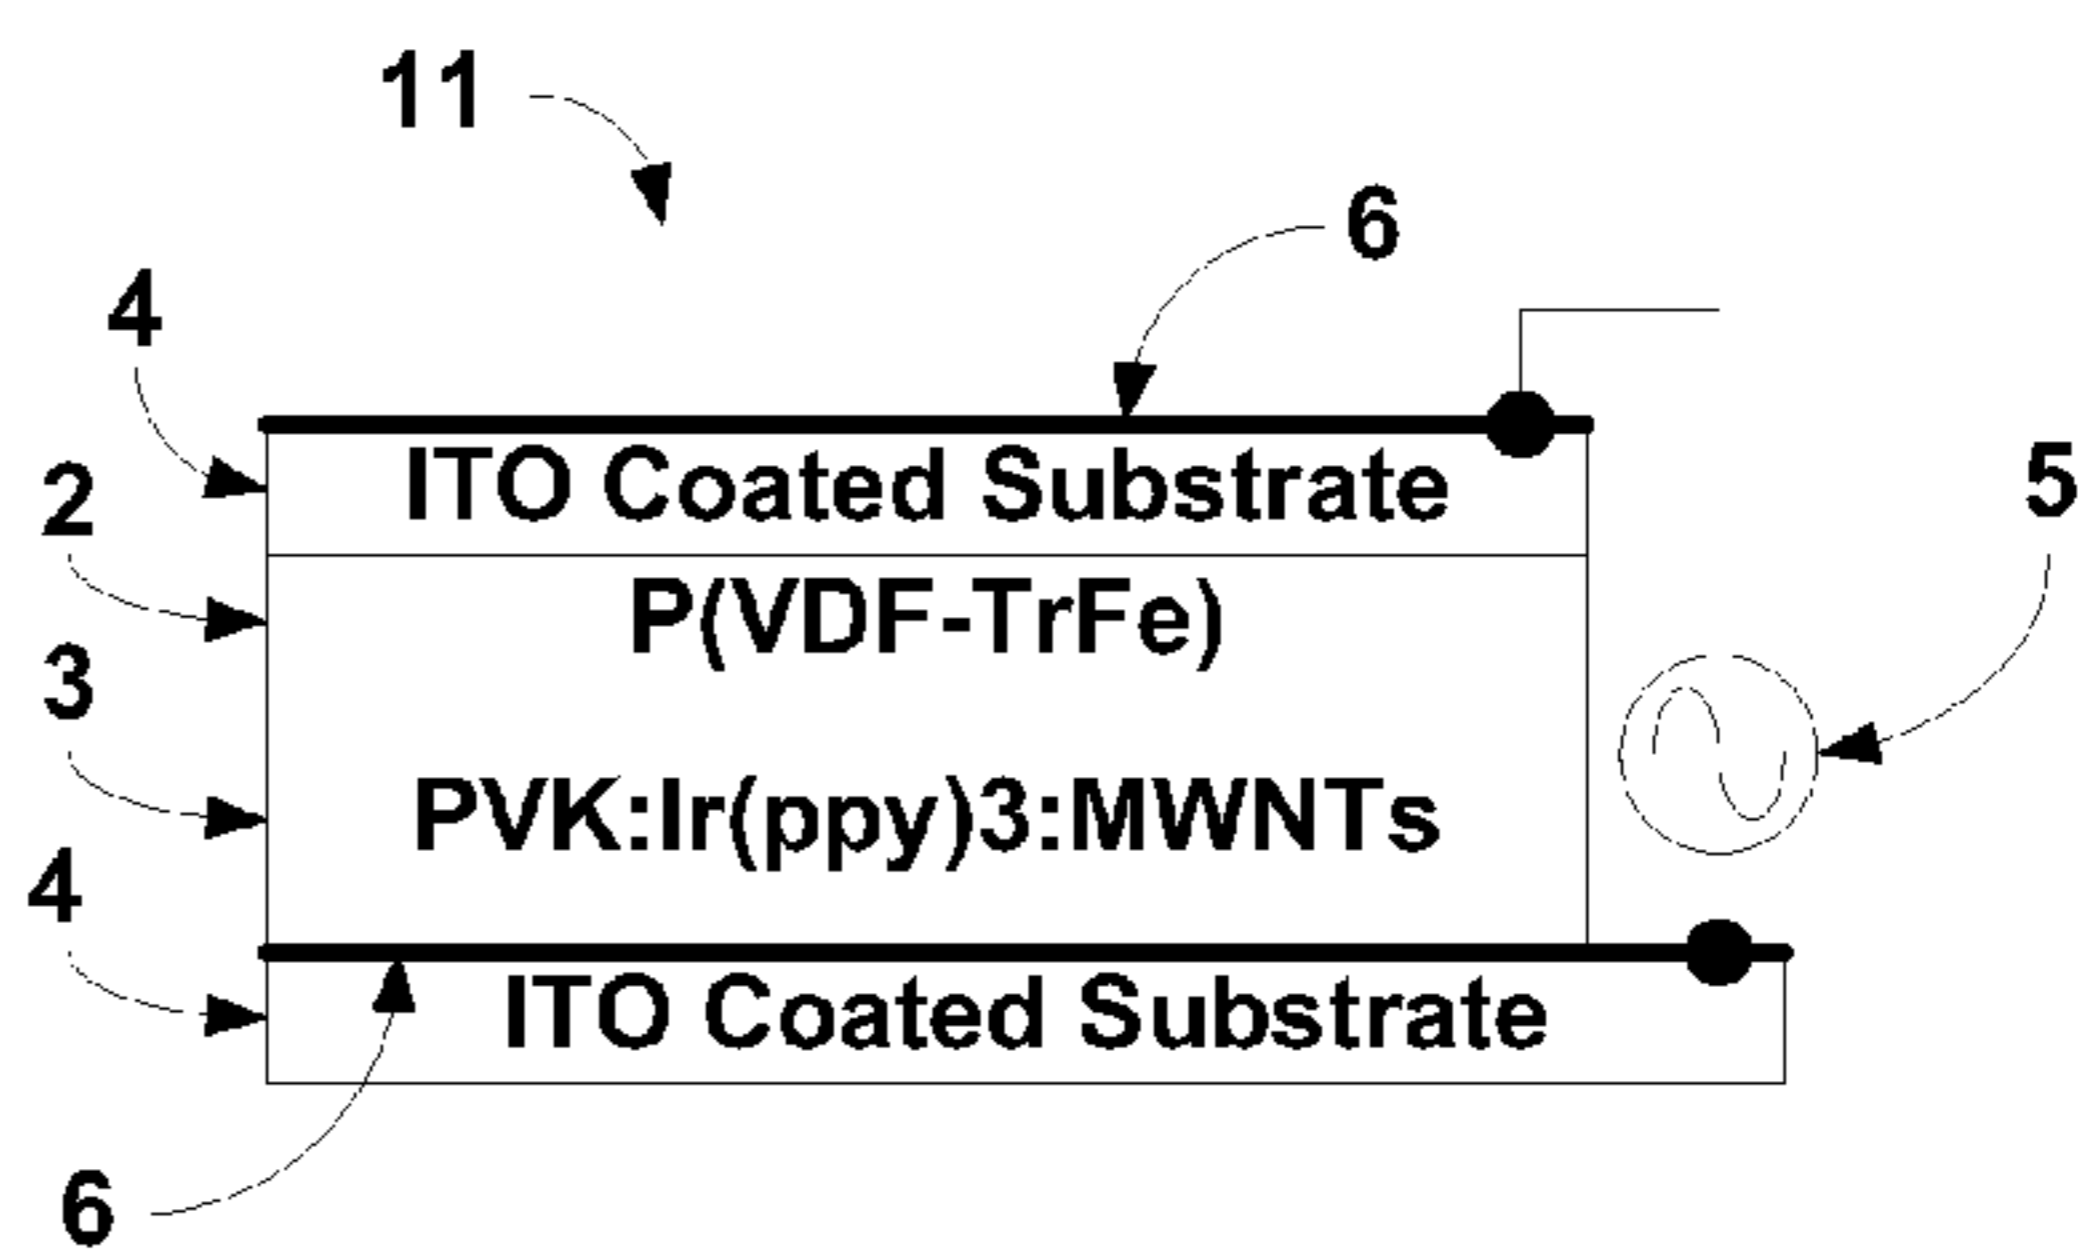 11
6
4
ITO Coated Substrate
5
2
P(VDF-TrFe)
3
PVK:Ir(ppy)3:MWNTs
4
ITO Coated Substrate
6